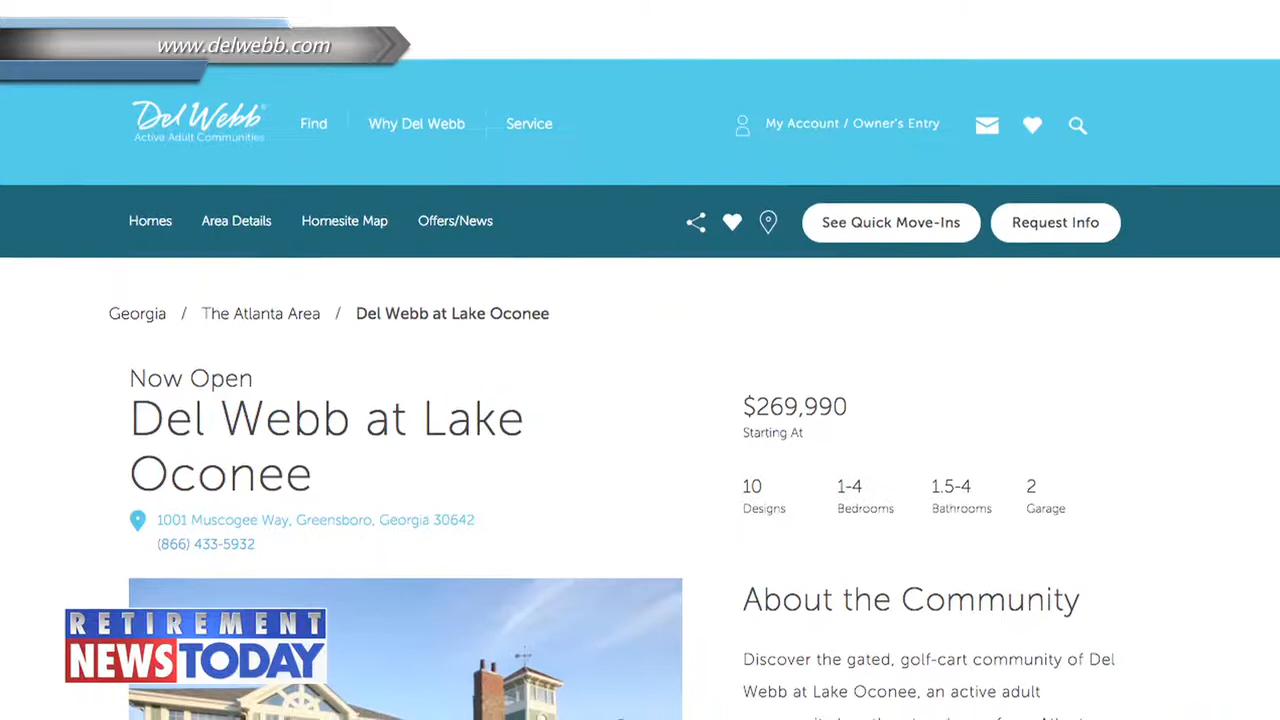 www.delwebb.com
Del Webb®
Active Adult Communities
Find
Why Del Webb
Service
My Account / Owner's Entry
Homes
Area Details
Homesite Map
Offers/News
See Quick Move-Ins
Request Info
Georgia / The Atlanta Area / Del Webb at Lake Oconee
Now Open
Del Webb at Lake
Oconee
1001 Muscogee Way, Greensboro, Georgia 30642
(866) 433-5932
$269,990
Starting At
10
Designs
1-4
Bedrooms
1.5-4
Bathrooms
2
Garage
About the Community
Discover the gated, golf-cart community of Del
Webb at Lake Oconee, an active adult
RETIREMENT
NEWSTODAY